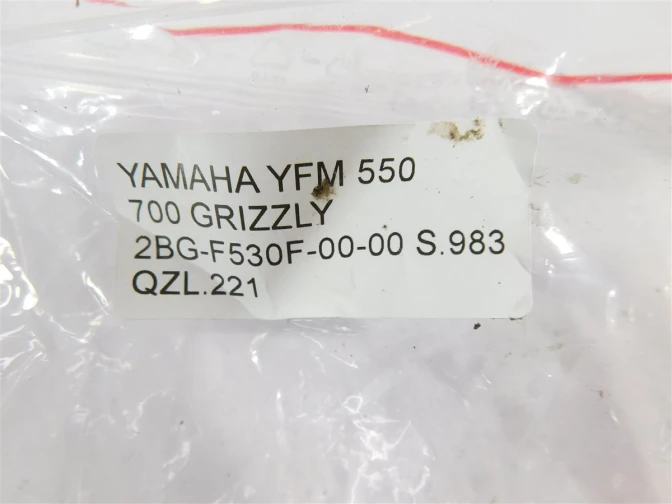 YAMAHA YFM 550
700 GRIZZLY
2BG-F530F-00-00 S.983
QZL.221